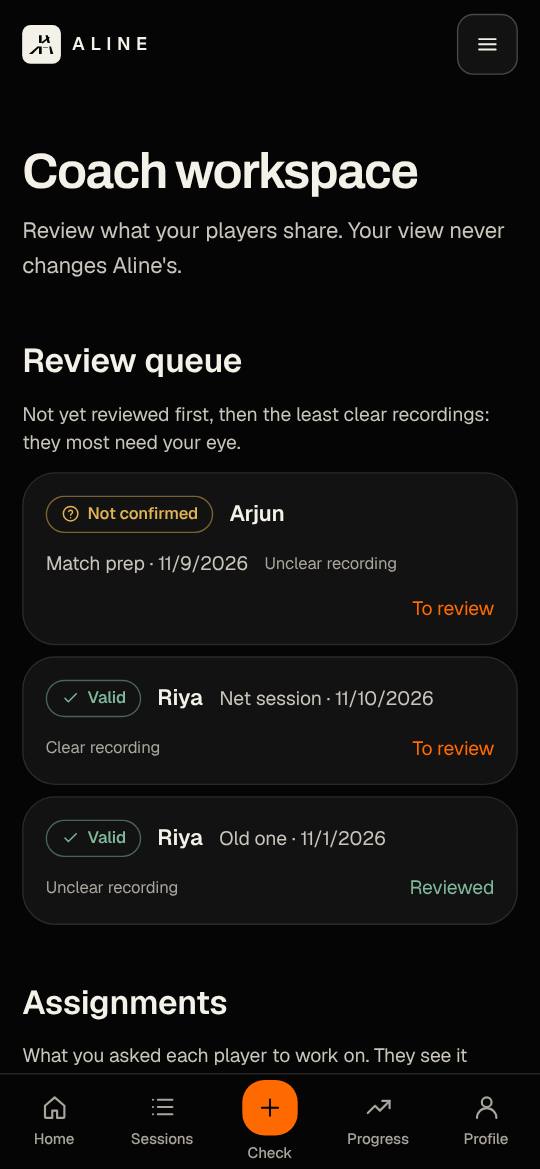 ALINE
Coach workspace
Review what your players share. Your view never
changes Aline's.
Review queue
Not yet reviewed first, then the least clear recordings:
they most need your eye.
Not confirmed Arjun
Match prep · 11/9/2026 Unclear recording
To review
Valid Riya Net session · 11/10/2026
Clear recording To review
Valid Riya Old one · 11/1/2026
Unclear recording Reviewed
Assignments
What you asked each player to work on. They see it
Home Sessions Check Progress Profile